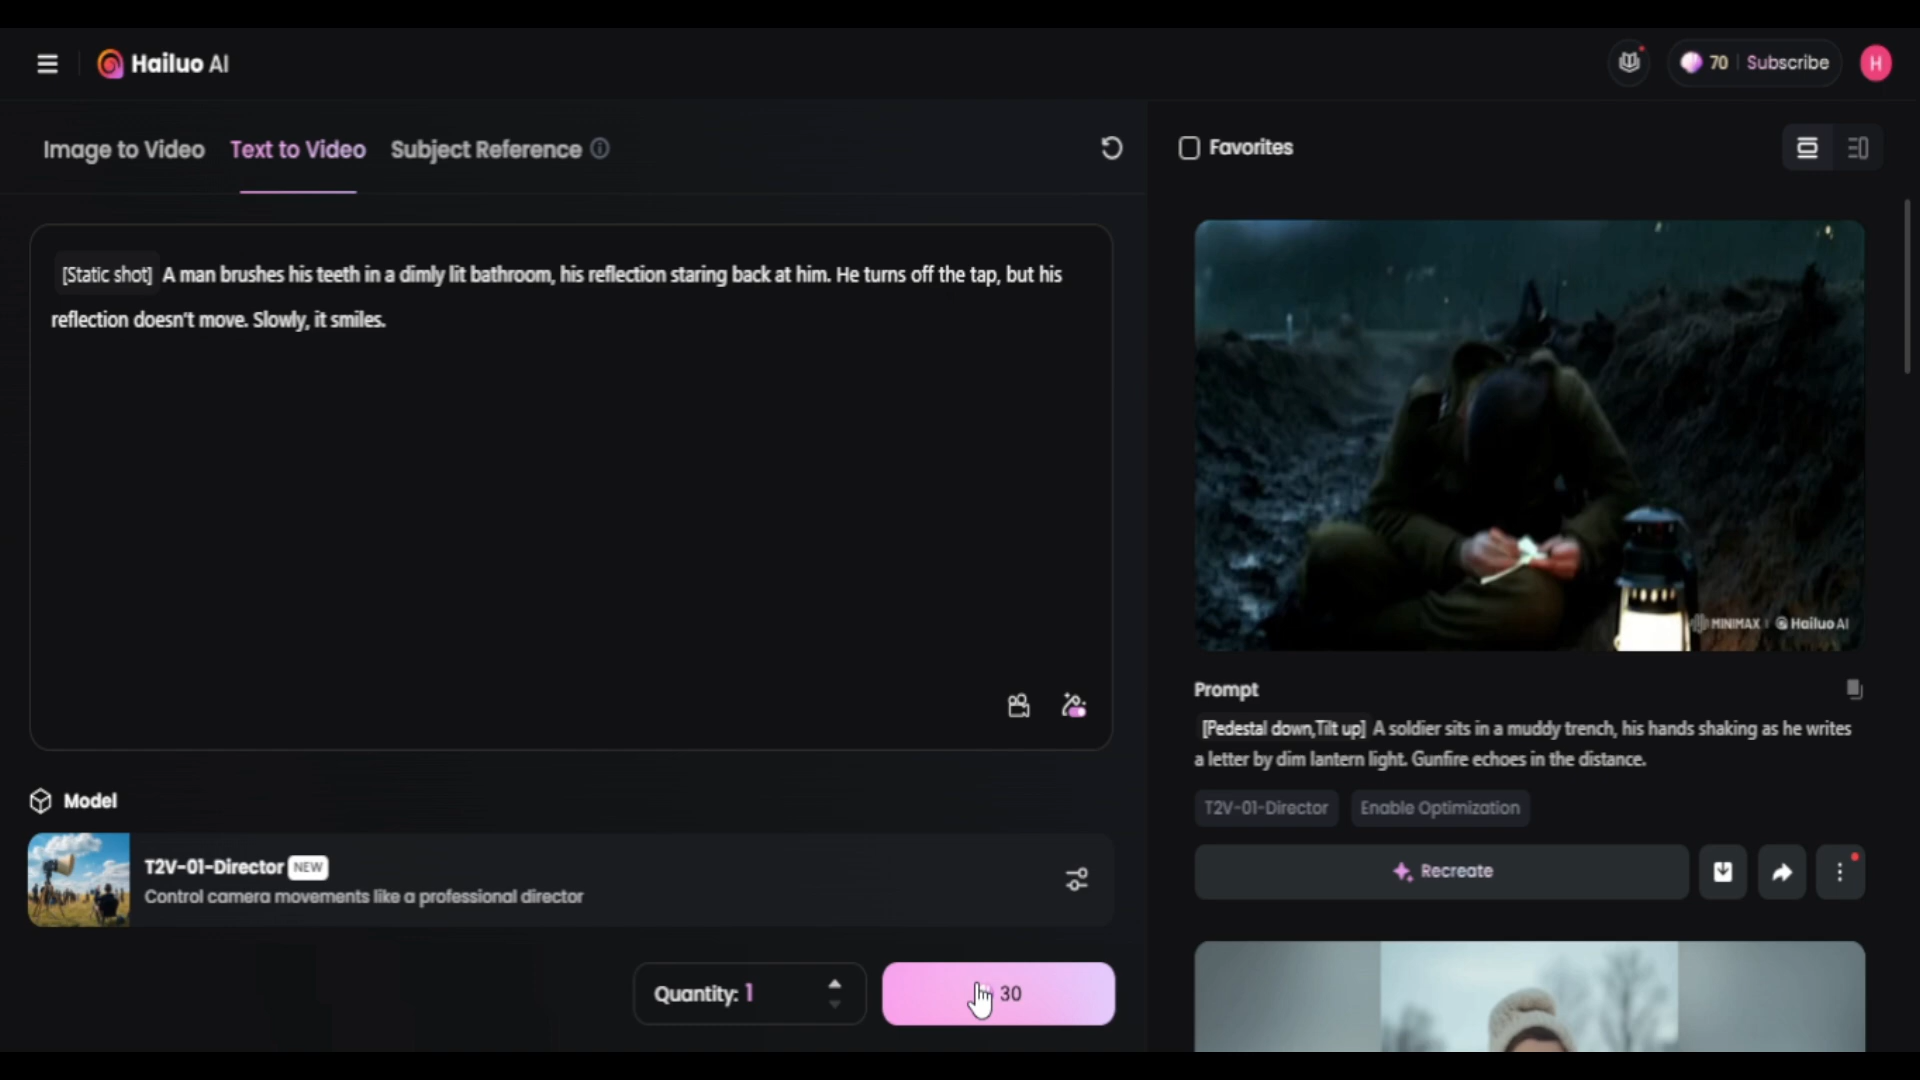 Hailuo AI
70 Subscribe
H
Image to Video Text to Video Subject Reference
Favorites
[Static shot] A man brushes his teeth in a dimly lit bathroom, his reflection staring back at him. He turns off the tap, but his
reflection doesn't move. Slowly, it smiles.
MINIMAX | Hailuo AI
Prompt
[Pedestal down,Tilt up] A soldier sits in a muddy trench, his hands shaking as he writes
a letter by dim lantern light. Gunfire echoes in the distance.
T2V-01-Director Enable Optimization
Recreate
Model
T2V-01-Director NEW
Control camera movements like a professional director
Quantity: 1
30